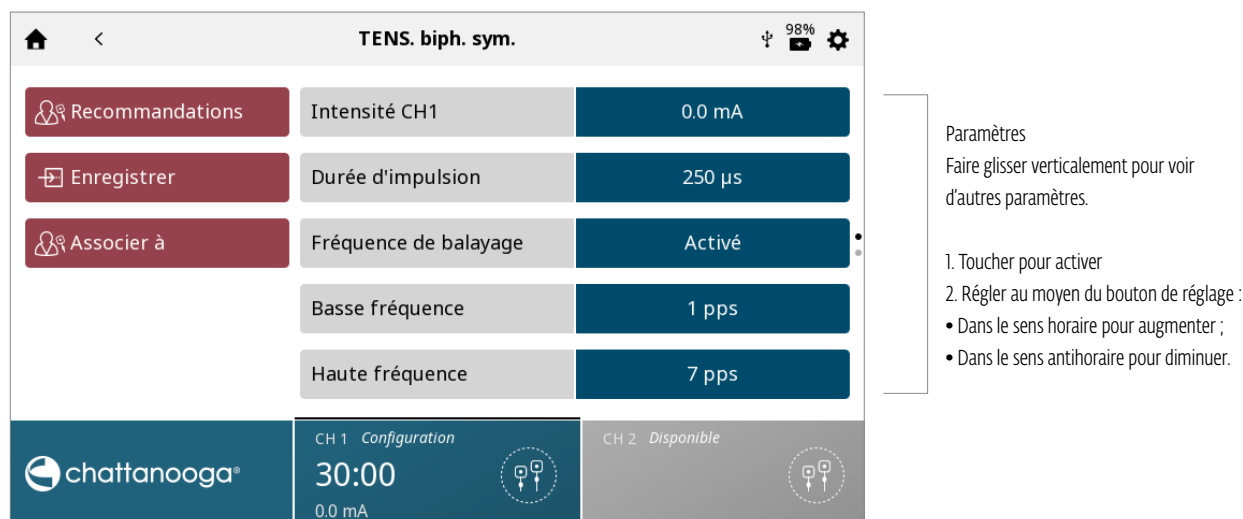 TENS. biph. sym.
98%
Recommandations
Intensité CH1
0.0 mA
Enregistrer
Durée d'impulsion
250 µs
Associer à
Fréquence de balayage
Activé
Basse fréquence
1 pps
Haute fréquence
7 pps
chattanooga®
CH 1 Configuration
30:00
0.0 mA
CH 2 Disponible
Paramètres
Faire glisser verticalement pour voir
d'autres paramètres.
1. Toucher pour activer
2. Régler au moyen du bouton de réglage :
• Dans le sens horaire pour augmenter ;
• Dans le sens antihoraire pour diminuer.